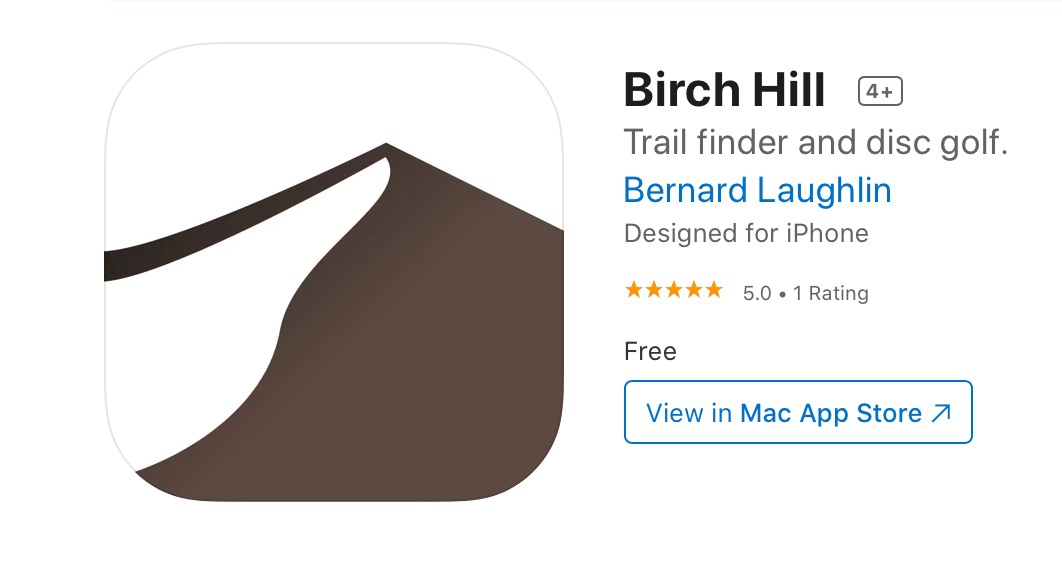 Birch Hill 4+
Trail finder and disc golf.
Bernard Laughlin
Designed for iPhone
★★★★★ 5.0 • 1 Rating
Free
View in Mac App Store ↗